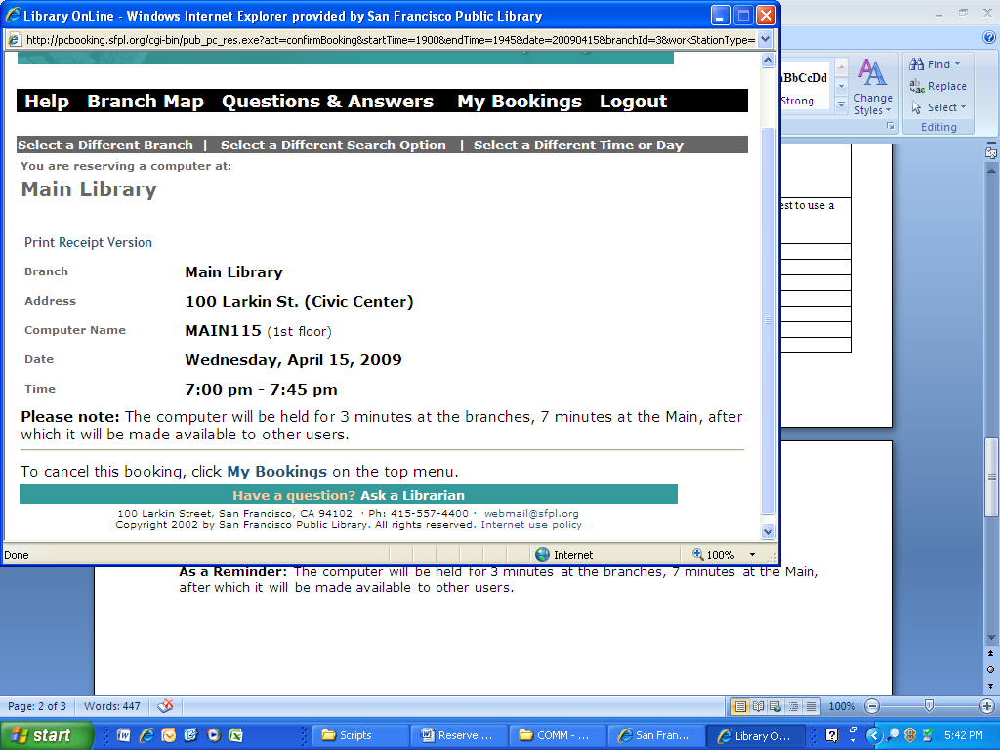 Library OnLine - Windows Internet Explorer provided by San Francisco Public Library
http://pcbooking.sfpl.org/cgi-bin/pub_pc_res.exe?act=confirmBooking&startTime=1900&endTime=1945&date=20090415&branchId=3&workStationType=
Help Branch Map Questions & Answers My Bookings Logout
Select a Different Branch | Select a Different Search Option | Select a Different Time or Day
You are reserving a computer at:
Main Library
Print Receipt Version
Branch Main Library
Address 100 Larkin St. (Civic Center)
Computer Name MAIN115 (1st floor)
Date Wednesday, April 15, 2009
Time 7:00 pm - 7:45 pm
Please note: The computer will be held for 3 minutes at the branches, 7 minutes at the Main, after
which it will be made available to other users.
To cancel this booking, click My Bookings on the top menu.
Have a question? Ask a Librarian
100 Larkin Street, San Francisco, CA 94102 · Ph: 415-557-4400 · webmail@sfpl.org
Copyright 2002 by San Francisco Public Library. All rights reserved. Internet use policy
Done Internet 100%
BbCcDd
Strong
Change
Styles
Find
Replace
Select
Editing
est to use a
As a Reminder: The computer will be held for 3 minutes at the branches, 7 minutes at the Main,
after which it will be made available to other users.
Page: 2 of 3 Words: 447 100%
start Scripts Reserve ... COMM - ... San Fran... Library O... 5:42 PM